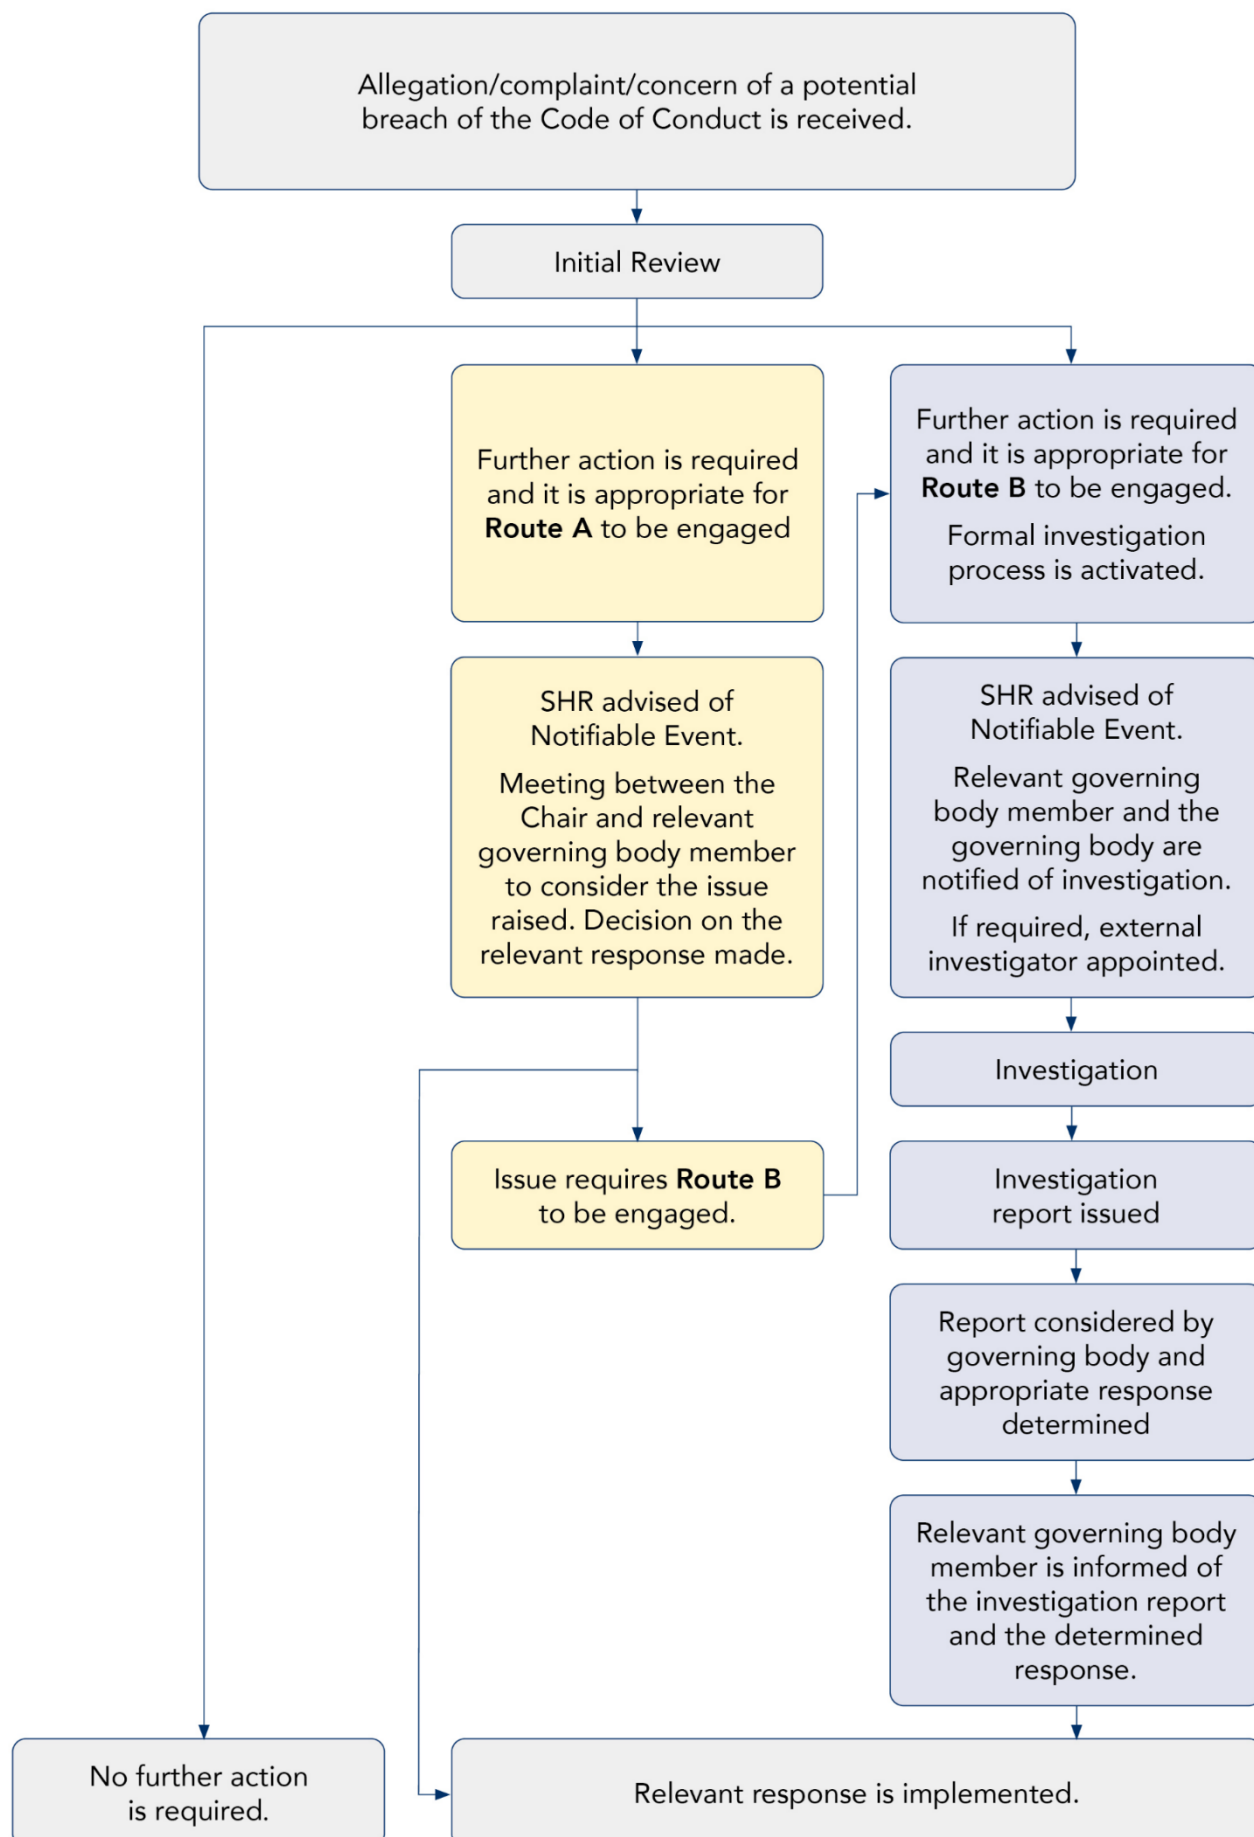 Allegation/complaint/concern of a potential
breach of the Code of Conduct is received.
Initial Review
Further action is required
and it is appropriate for
Route A to be engaged
Further action is required
and it is appropriate for
Route B to be engaged.
Formal investigation
process is activated.
SHR advised of
Notifiable Event.
Meeting between the
Chair and relevant
governing body member
to consider the issue
raised. Decision on the
relevant response made.
SHR advised of
Notifiable Event.
Relevant governing
body member and the
governing body are
notified of investigation.
If required, external
investigator appointed.
Investigation
Issue requires Route B
to be engaged.
Investigation
report issued
Report considered by
governing body and
appropriate response
determined
Relevant governing body
member is informed of
the investigation report
and the determined
response.
No further action
is required.
Relevant response is implemented.